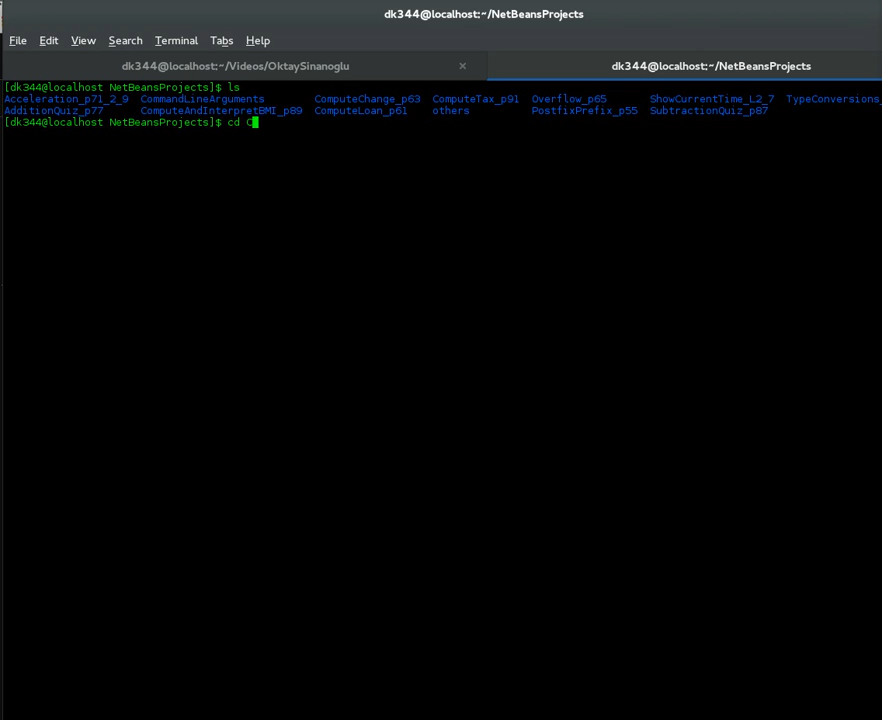 dk344@localhost:~/NetBeansProjects
File Edit View Search Terminal Tabs Help
dk344@localhost:~/Videos/OktaySinanoglu × dk344@localhost:~/NetBeansProjects
[dk344@localhost NetBeansProjects]$ ls
Acceleration_p71_2_9 CommandLineArguments ComputeChange_p63 ComputeTax_p91 Overflow_p65 ShowCurrentTime_L2_7 TypeConversions_
AdditionQuiz_p77 ComputeAndInterpretBMI_p89 ComputeLoan_p61 others PostfixPrefix_p55 SubtractionQuiz_p87
[dk344@localhost NetBeansProjects]$ cd C